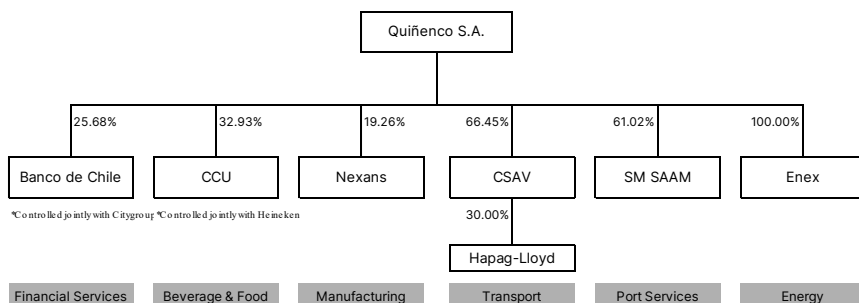 Quiñenco S.A.
25.68% 32.93% 19.26% 66.45% 61.02% 100.00%
Banco de Chile CCU Nexans CSAV SM SAAM Enex
*Controlled jointly with Citygroup *Controlled jointly with Heineken 30.00%
Hapag-Lloyd
Financial Services Beverage & Food Manufacturing Transport Port Services Energy